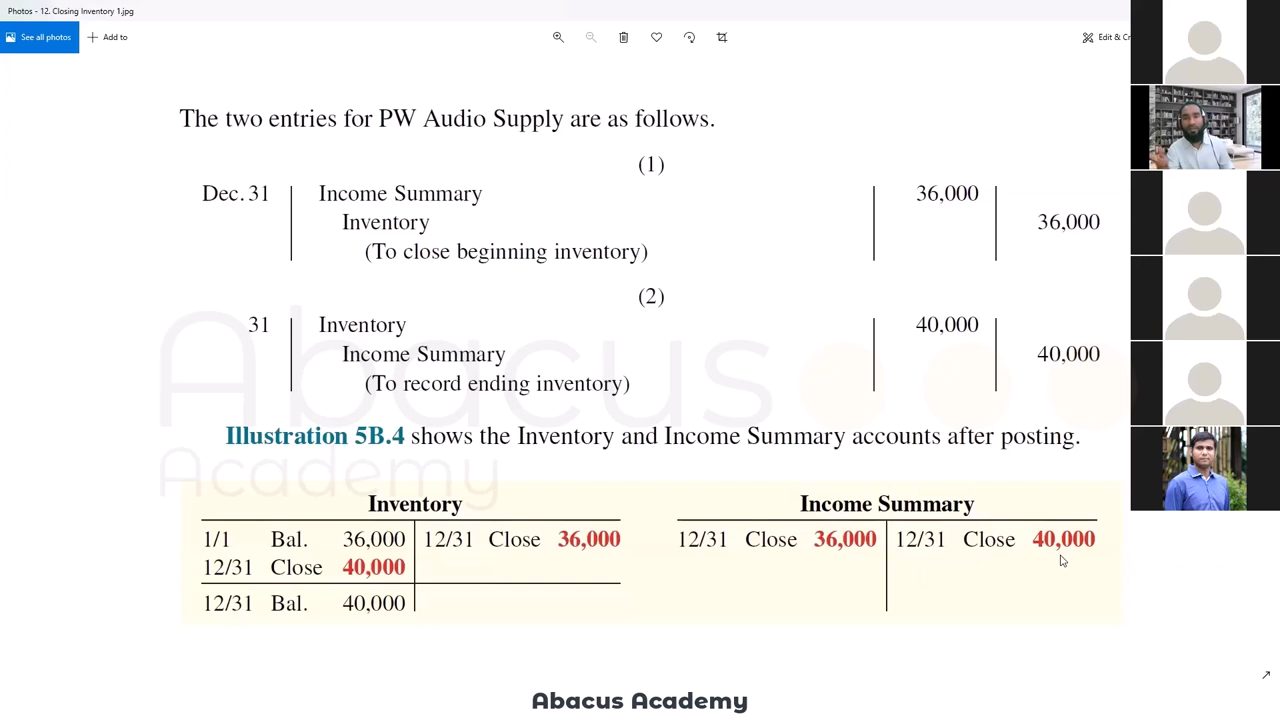 Photos - 12. Closing Inventory 1.jpg
See all photos
Add to
Edit & Cr
The two entries for PW Audio Supply are as follows.
(1)
Dec. 31 Income Summary 36,000
Inventory 36,000
(To close beginning inventory)
(2)
31 Inventory 40,000
Income Summary 40,000
(To record ending inventory)
Illustration 5B.4 shows the Inventory and Income Summary accounts after posting.
Abacus
Academy
Inventory
1/1 Bal. 36,000 12/31 Close 36,000
12/31 Close 40,000
12/31 Bal. 40,000
Income Summary
12/31 Close 36,000 12/31 Close 40,000
Abacus Academy